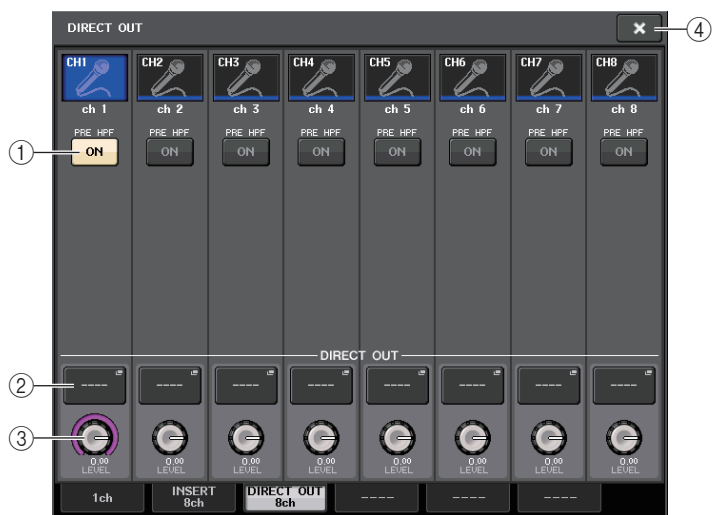 DIRECT OUT
×
④
CH1 CH2 CH3 CH4 CH5 CH6 CH7 CH8
ch 1 ch 2 ch 3 ch 4 ch 5 ch 6 ch 7 ch 8
PRE HPF PRE HPF PRE HPF PRE HPF PRE HPF PRE HPF PRE HPF PRE HPF
① ON ON ON ON ON ON ON ON
DIRECT OUT
② ---- ---- ---- ---- ---- ---- ---- ----
③
0.00 0.00 0.00 0.00 0.00 0.00 0.00 0.00
LEVEL LEVEL LEVEL LEVEL LEVEL LEVEL LEVEL LEVEL
1ch INSERT 8ch DIRECT OUT 8ch ---- ---- ----